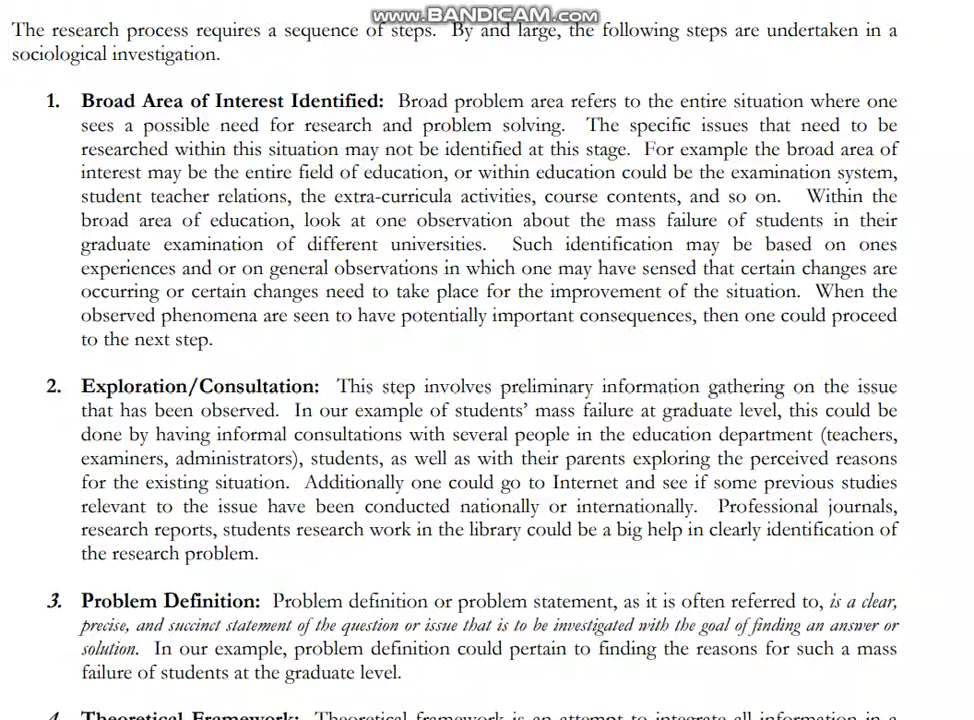 www.BANDICAM.com
The research process requires a sequence of steps. By and large, the following steps are undertaken in a
sociological investigation.
1. Broad Area of Interest Identified: Broad problem area refers to the entire situation where one
sees a possible need for research and problem solving. The specific issues that need to be
researched within this situation may not be identified at this stage. For example the broad area of
interest may be the entire field of education, or within education could be the examination system,
student teacher relations, the extra-curricula activities, course contents, and so on. Within the
broad area of education, look at one observation about the mass failure of students in their
graduate examination of different universities. Such identification may be based on ones
experiences and or on general observations in which one may have sensed that certain changes are
occurring or certain changes need to take place for the improvement of the situation. When the
observed phenomena are seen to have potentially important consequences, then one could proceed
to the next step.
2. Exploration/Consultation: This step involves preliminary information gathering on the issue
that has been observed. In our example of students’ mass failure at graduate level, this could be
done by having informal consultations with several people in the education department (teachers,
examiners, administrators), students, as well as with their parents exploring the perceived reasons
for the existing situation. Additionally one could go to Internet and see if some previous studies
relevant to the issue have been conducted nationally or internationally. Professional journals,
research reports, students research work in the library could be a big help in clearly identification of
the research problem.
3. Problem Definition: Problem definition or problem statement, as it is often referred to, is a clear,
precise, and succinct statement of the question or issue that is to be investigated with the goal of finding an answer or
solution. In our example, problem definition could pertain to finding the reasons for such a mass
failure of students at the graduate level.
4. Theoretical Framework: Theoretical framework is an attempt to integrate all information in a